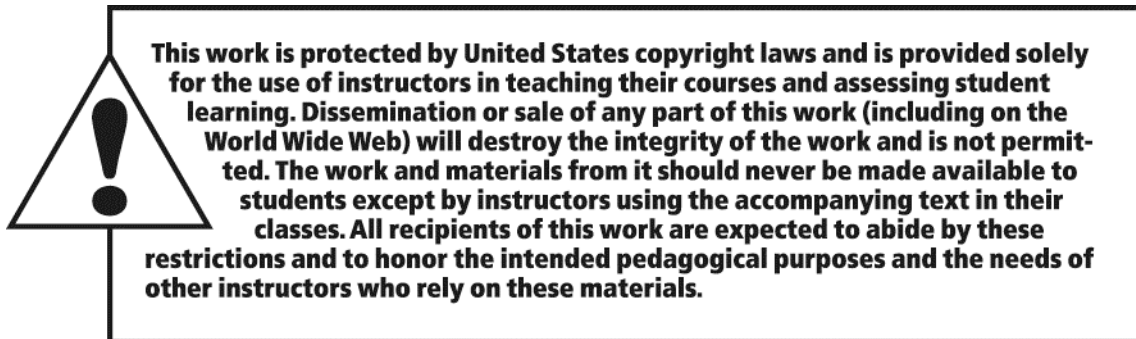 This work is protected by United States copyright laws and is provided solely
for the use of instructors in teaching their courses and assessing student
learning. Dissemination or sale of any part of this work (including on the
World Wide Web) will destroy the integrity of the work and is not permit-
ted. The work and materials from it should never be made available to
students except by instructors using the accompanying text in their
classes. All recipients of this work are expected to abide by these
restrictions and to honor the intended pedagogical purposes and the needs of
other instructors who rely on these materials.